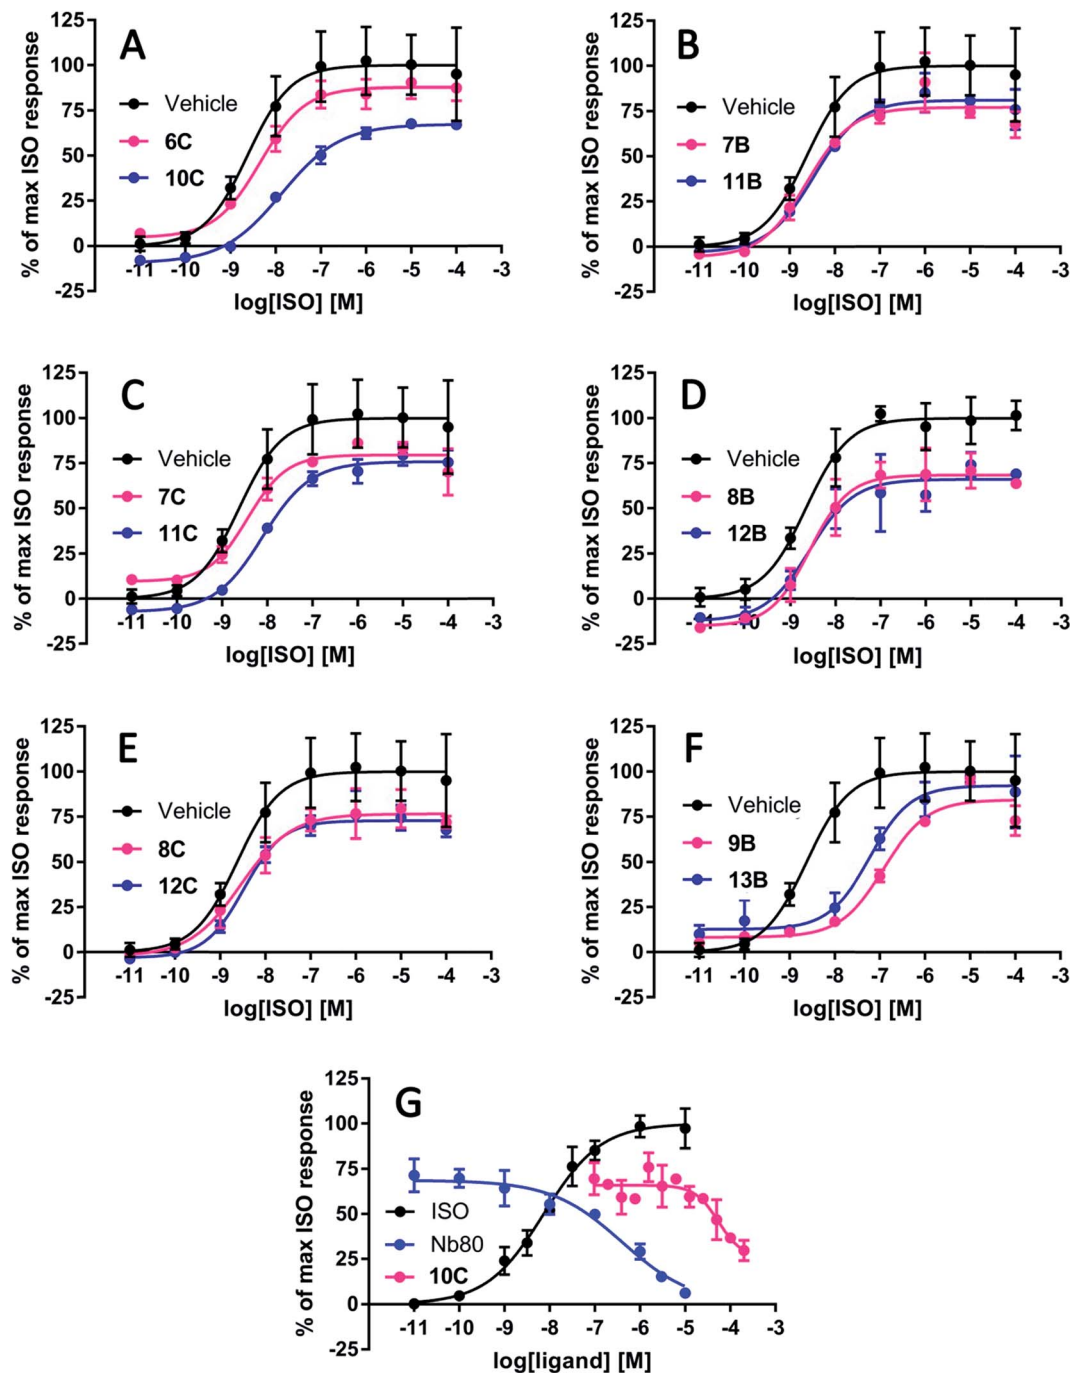 A
% of max ISO response
125
100
75
50
25
0
-25
Vehicle
6C
10C
-11 -10 -9 -8 -7 -6 -5 -4 -3
log[ISO] [M]
B
% of max ISO response
125
100
75
50
25
0
-25
Vehicle
7B
11B
-11 -10 -9 -8 -7 -6 -5 -4 -3
log[ISO] [M]
C
% of max ISO response
125
100
75
50
25
0
-25
Vehicle
7C
11C
-11 -10 -9 -8 -7 -6 -5 -4 -3
log[ISO] [M]
D
% of max ISO response
125
100
75
50
25
0
-25
Vehicle
8B
12B
-11 -10 -9 -8 -7 -6 -5 -4 -3
log[ISO] [M]
E
% of max ISO response
125
100
75
50
25
0
-25
Vehicle
8C
12C
-11 -10 -9 -8 -7 -6 -5 -4 -3
log[ISO] [M]
F
% of max ISO response
125
100
75
50
25
0
-25
Vehicle
9B
13B
-11 -10 -9 -8 -7 -6 -5 -4 -3
log[ISO] [M]
G
% of max ISO response
125
100
75
50
25
0
-25
ISO
Nb80
10C
-11 -10 -9 -8 -7 -6 -5 -4 -3
log[ligand] [M]